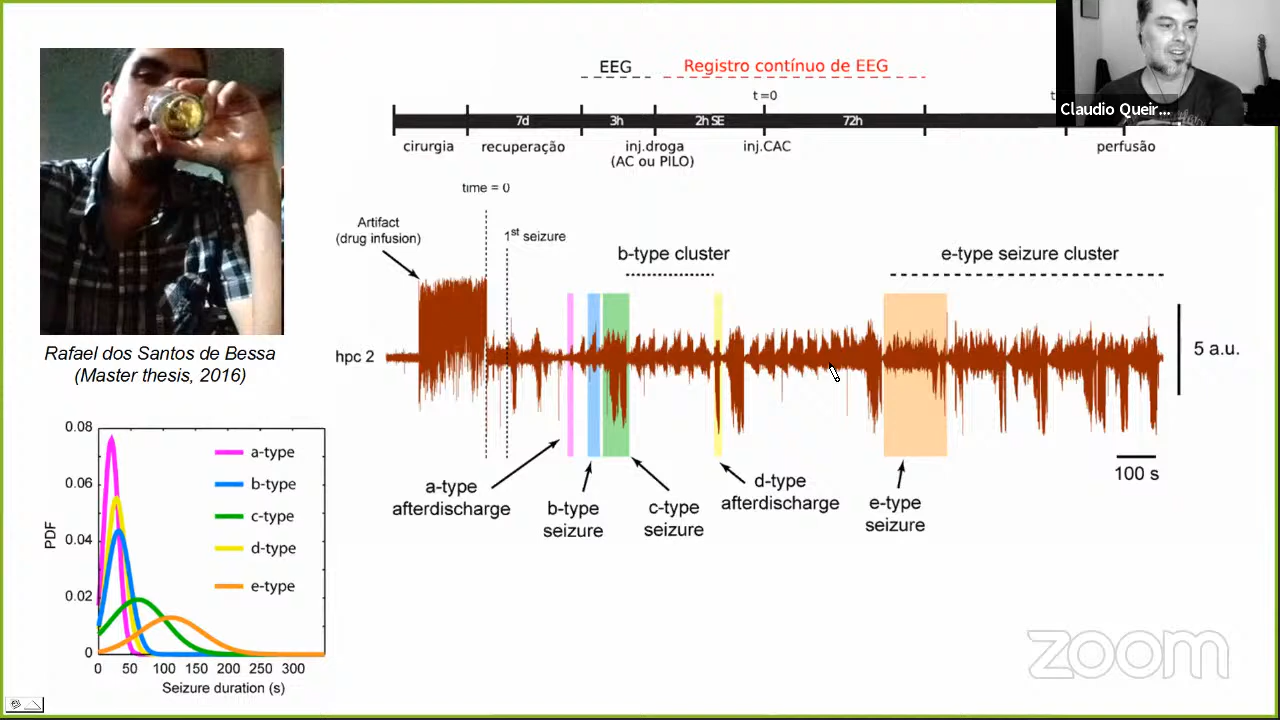 EEG
Registro contínuo de EEG
t=0
7d
3h
2h SE
72h
cirurgia
recuperação
inj.droga
(AC ou PILO)
inj.CAC
perfusão
Claudio Queir...
Rafael dos Santos de Bessa
(Master thesis, 2016)
time = 0
Artifact
(drug infusion)
1st seizure
b-type cluster
e-type seizure cluster
hpc 2
5 a.u.
100 s
a-type
afterdischarge
b-type
seizure
c-type
seizure
d-type
afterdischarge
e-type
seizure
0.08
0.06
0.04
0.02
0
PDF
a-type
b-type
c-type
d-type
e-type
0 50 100 150 200 250 300
Seizure duration (s)
zoom